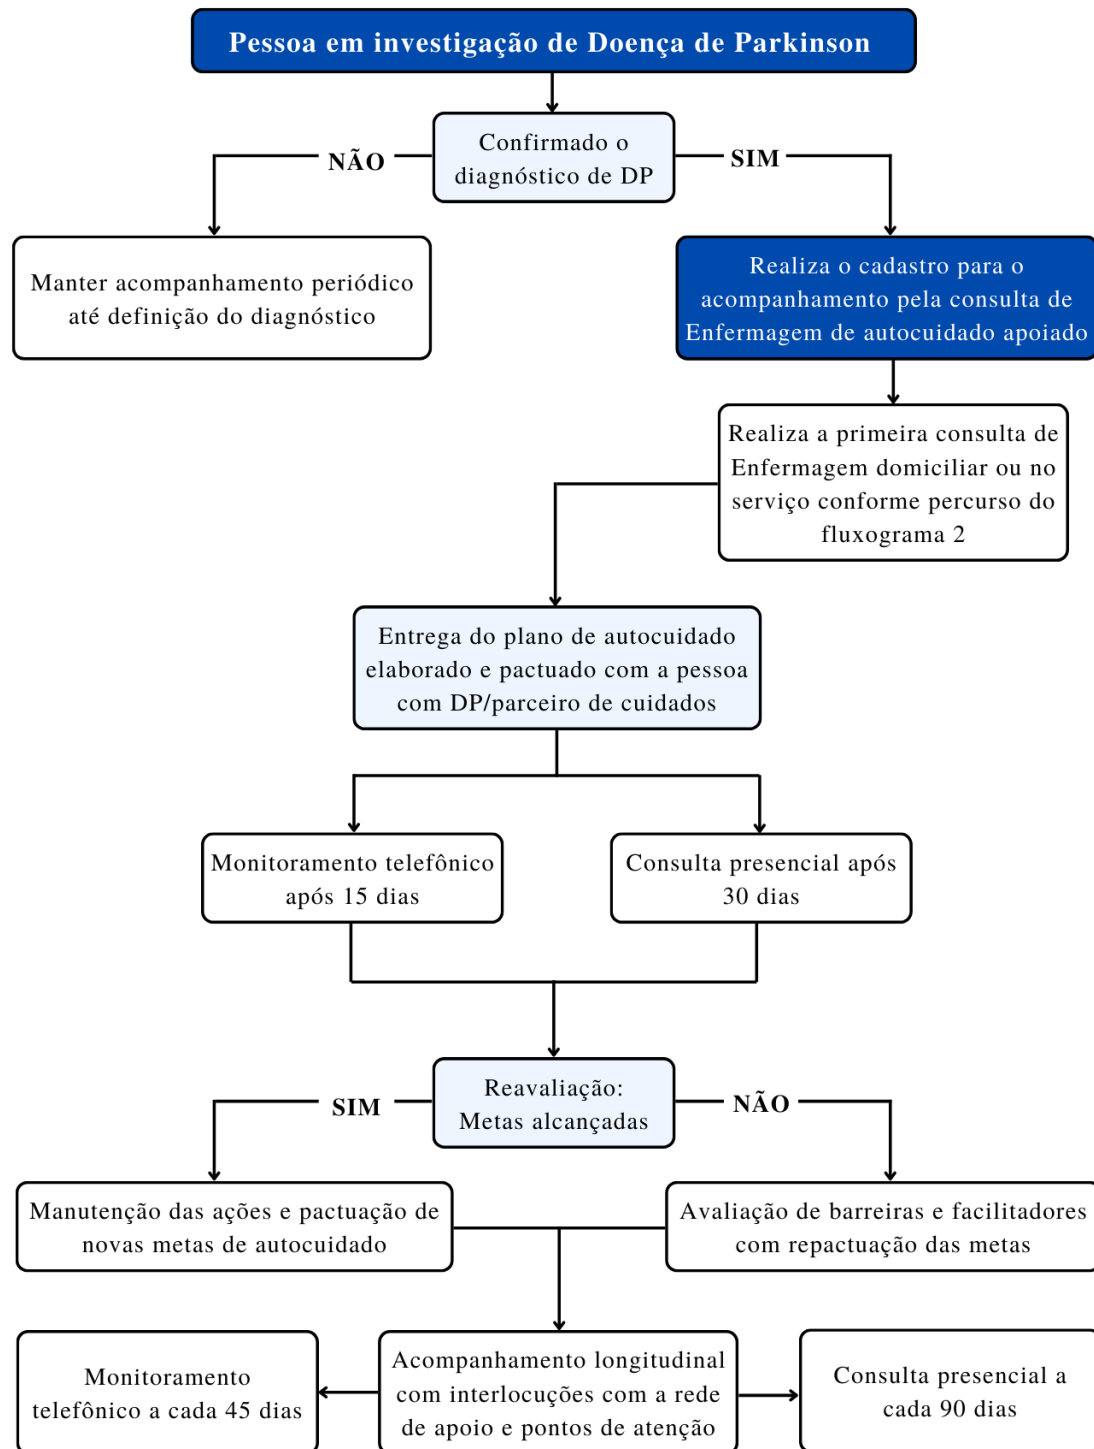 Pessoa em investigação de Doença de Parkinson
Confirmado o
diagnóstico de DP
NÃO
SIM
Manter acompanhamento periódico
até definição do diagnóstico
Realiza o cadastro para o
acompanhamento pela consulta de
Enfermagem de autocuidado apoiado
Realiza a primeira consulta de
Enfermagem domiciliar ou no
serviço conforme percurso do
fluxograma 2
Entrega do plano de autocuidado
elaborado e pactuado com a pessoa
com DP/parceiro de cuidados
Monitoramento telefônico
após 15 dias
Consulta presencial após
30 dias
Reavaliação:
Metas alcançadas
SIM
NÃO
Manutenção das ações e pactuação de
novas metas de autocuidado
Avaliação de barreiras e facilitadores
com repactuação das metas
Monitoramento
telefônico a cada 45 dias
Acompanhamento longitudinal
com interlocuções com a rede
de apoio e pontos de atenção
Consulta presencial a
cada 90 dias